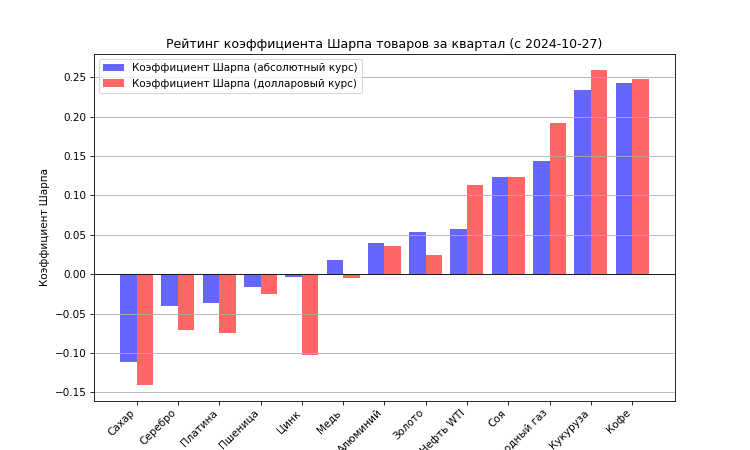 Рейтинг коэффициента Шарпа товаров за квартал (с 2024-10-27)
Коэффициент Шарпа (абсолютный курс)
Коэффициент Шарпа (долларовый курс)
Коэффициент Шарпа
0.25
0.20
0.15
0.10
0.05
0.00
−0.05
−0.10
−0.15
Сахар
Серебро
Платина
Пшеница
Цинк
Медь
Алюминий
Золото
Нефть WTI
Соя
одный газ
Кукуруза
Кофе